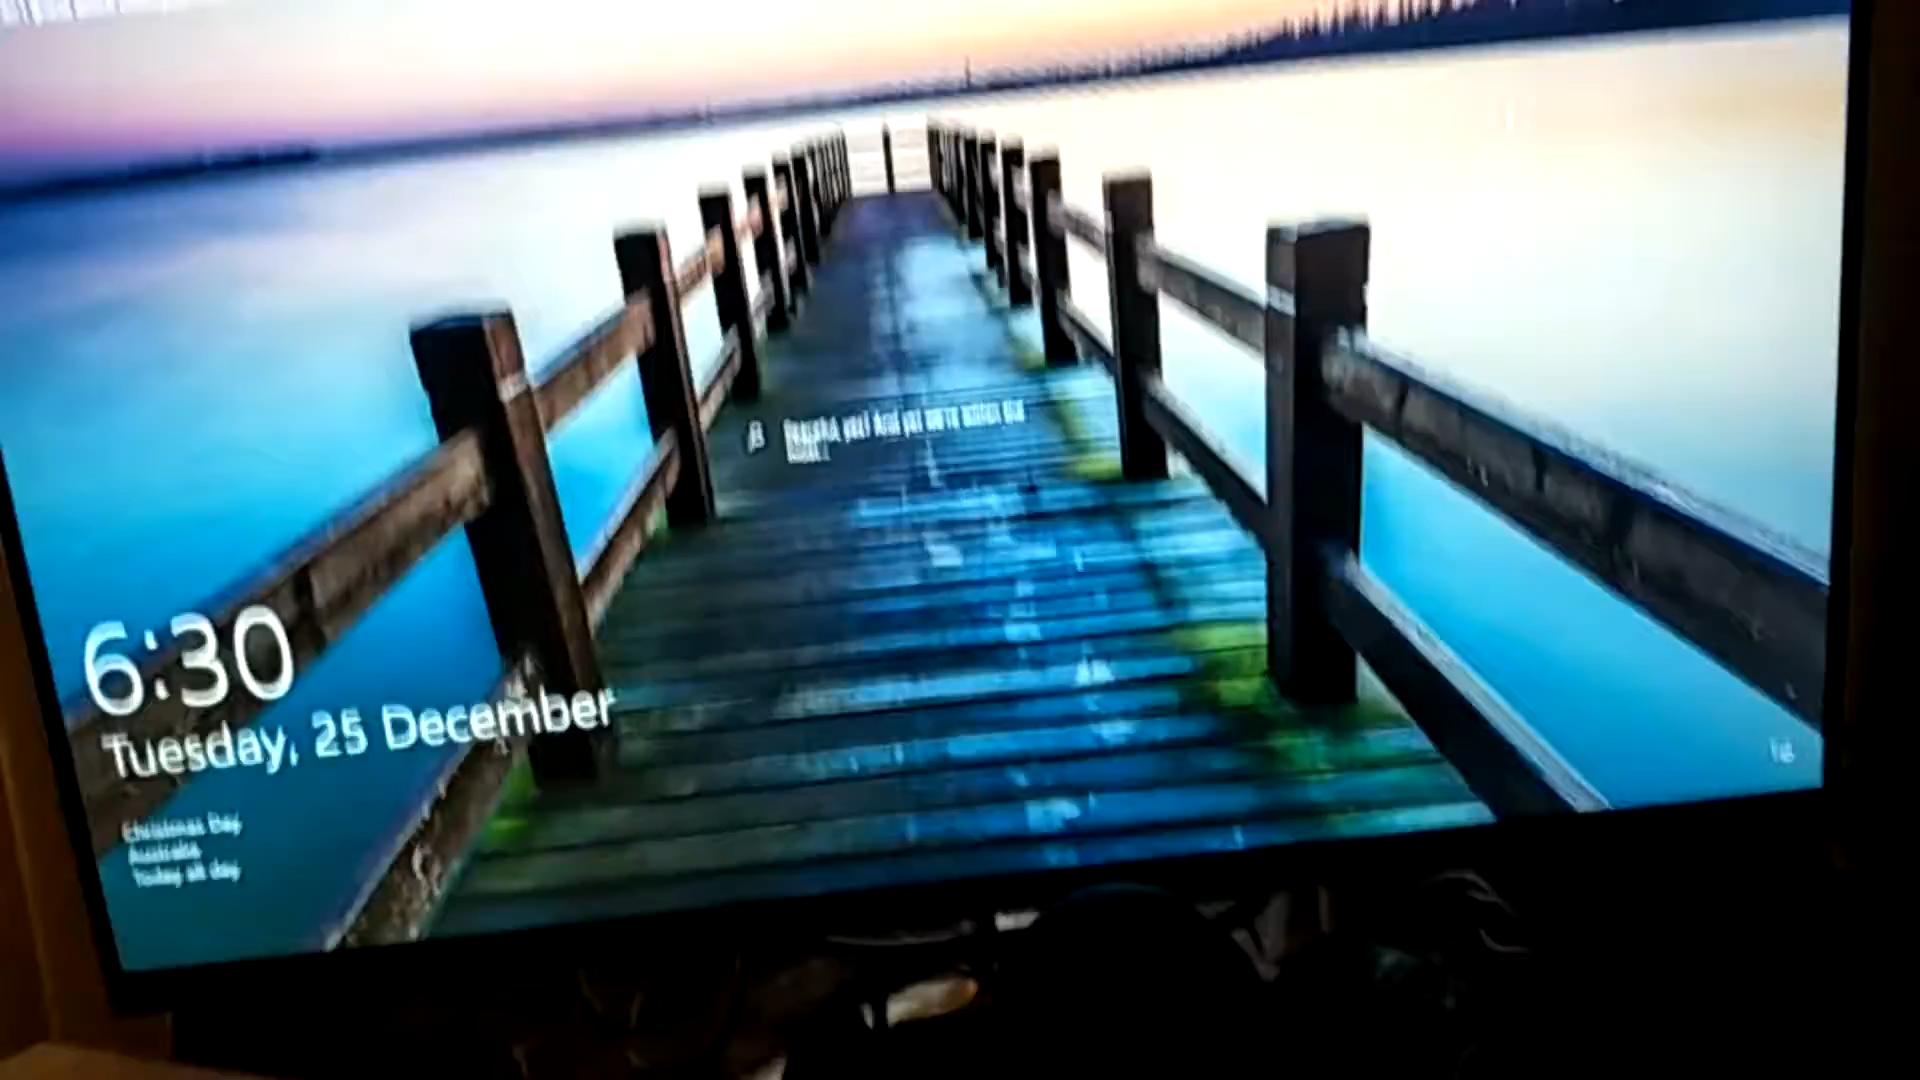 6:30
Tuesday, 25 December
Christmas Day
Australia
Today all day